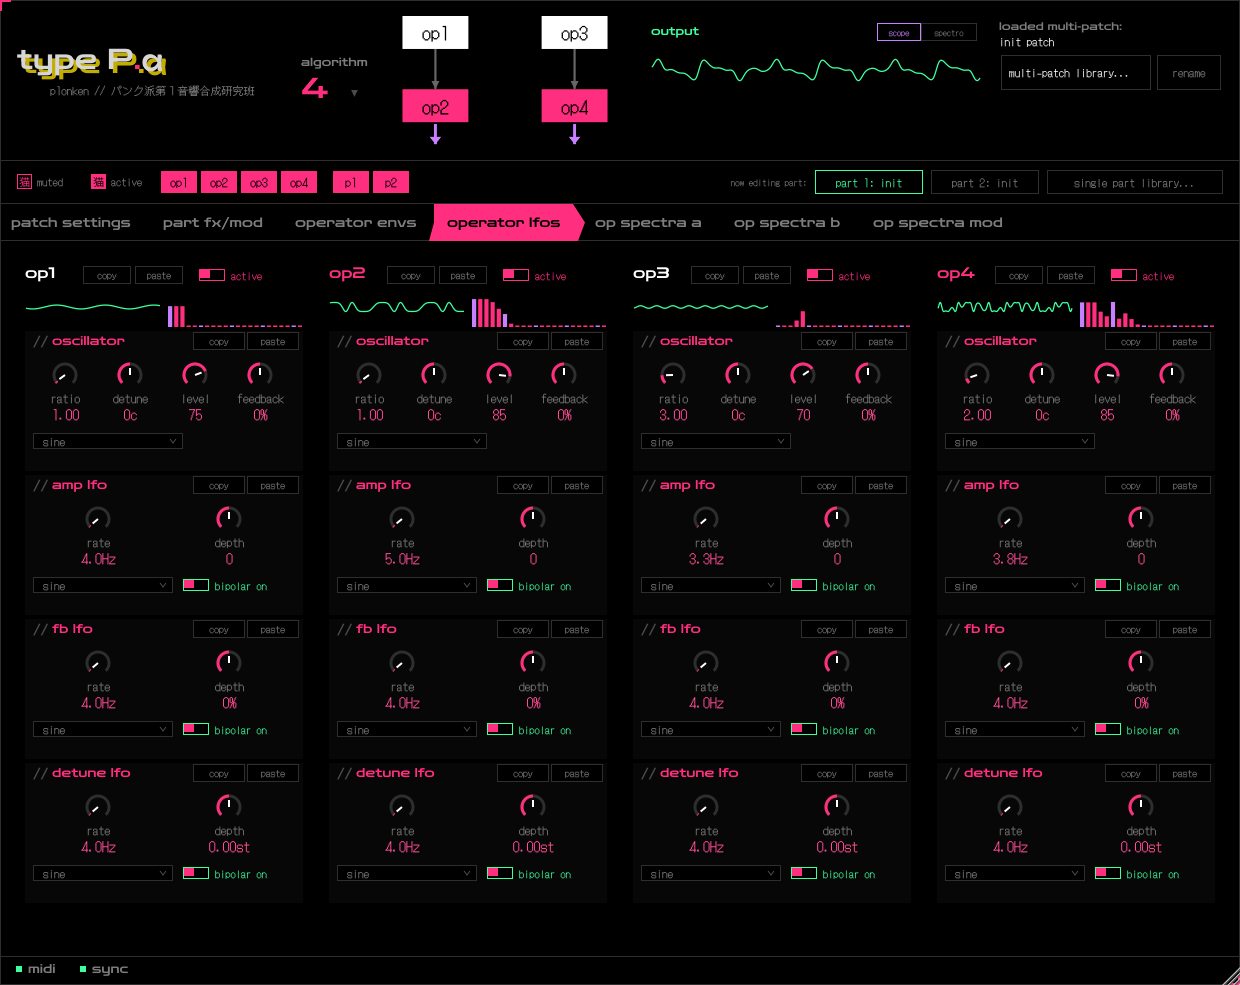 type P.a
plonken // パンク派第1音響合成研究班
algorithm
4
op1
op3
op2
op4
output
scope
spectro
loaded multi-patch:
init patch
multi-patch library...
rename
猫 muted
猫 active
op1 op2 op3 op4 p1 p2
now editing part:
part 1: init
part 2: init
single part library...
patch settings
part fx/mod
operator envs
operator lfos
op spectra a
op spectra b
op spectra mod
op1 copy paste active
op2 copy paste active
op3 copy paste active
op4 copy paste active
// oscillator copy paste
// oscillator copy paste
// oscillator copy paste
// oscillator copy paste
ratio detune level feedback
ratio detune level feedback
ratio detune level feedback
ratio detune level feedback
1.00 0c 75 0%
1.00 0c 85 0%
3.00 0c 70 0%
2.00 0c 85 0%
sine
sine
sine
sine
// amp lfo copy paste
// amp lfo copy paste
// amp lfo copy paste
// amp lfo copy paste
rate depth
rate depth
rate depth
rate depth
4.0Hz 0
5.0Hz 0
3.3Hz 0
3.8Hz 0
sine bipolar on
sine bipolar on
sine bipolar on
sine bipolar on
// fb lfo copy paste
// fb lfo copy paste
// fb lfo copy paste
// fb lfo copy paste
rate depth
rate depth
rate depth
rate depth
4.0Hz 0%
4.0Hz 0%
4.0Hz 0%
4.0Hz 0%
sine bipolar on
sine bipolar on
sine bipolar on
sine bipolar on
// detune lfo copy paste
// detune lfo copy paste
// detune lfo copy paste
// detune lfo copy paste
rate depth
rate depth
rate depth
rate depth
4.0Hz 0.00st
4.0Hz 0.00st
4.0Hz 0.00st
4.0Hz 0.00st
sine bipolar on
sine bipolar on
sine bipolar on
sine bipolar on
midi
sync